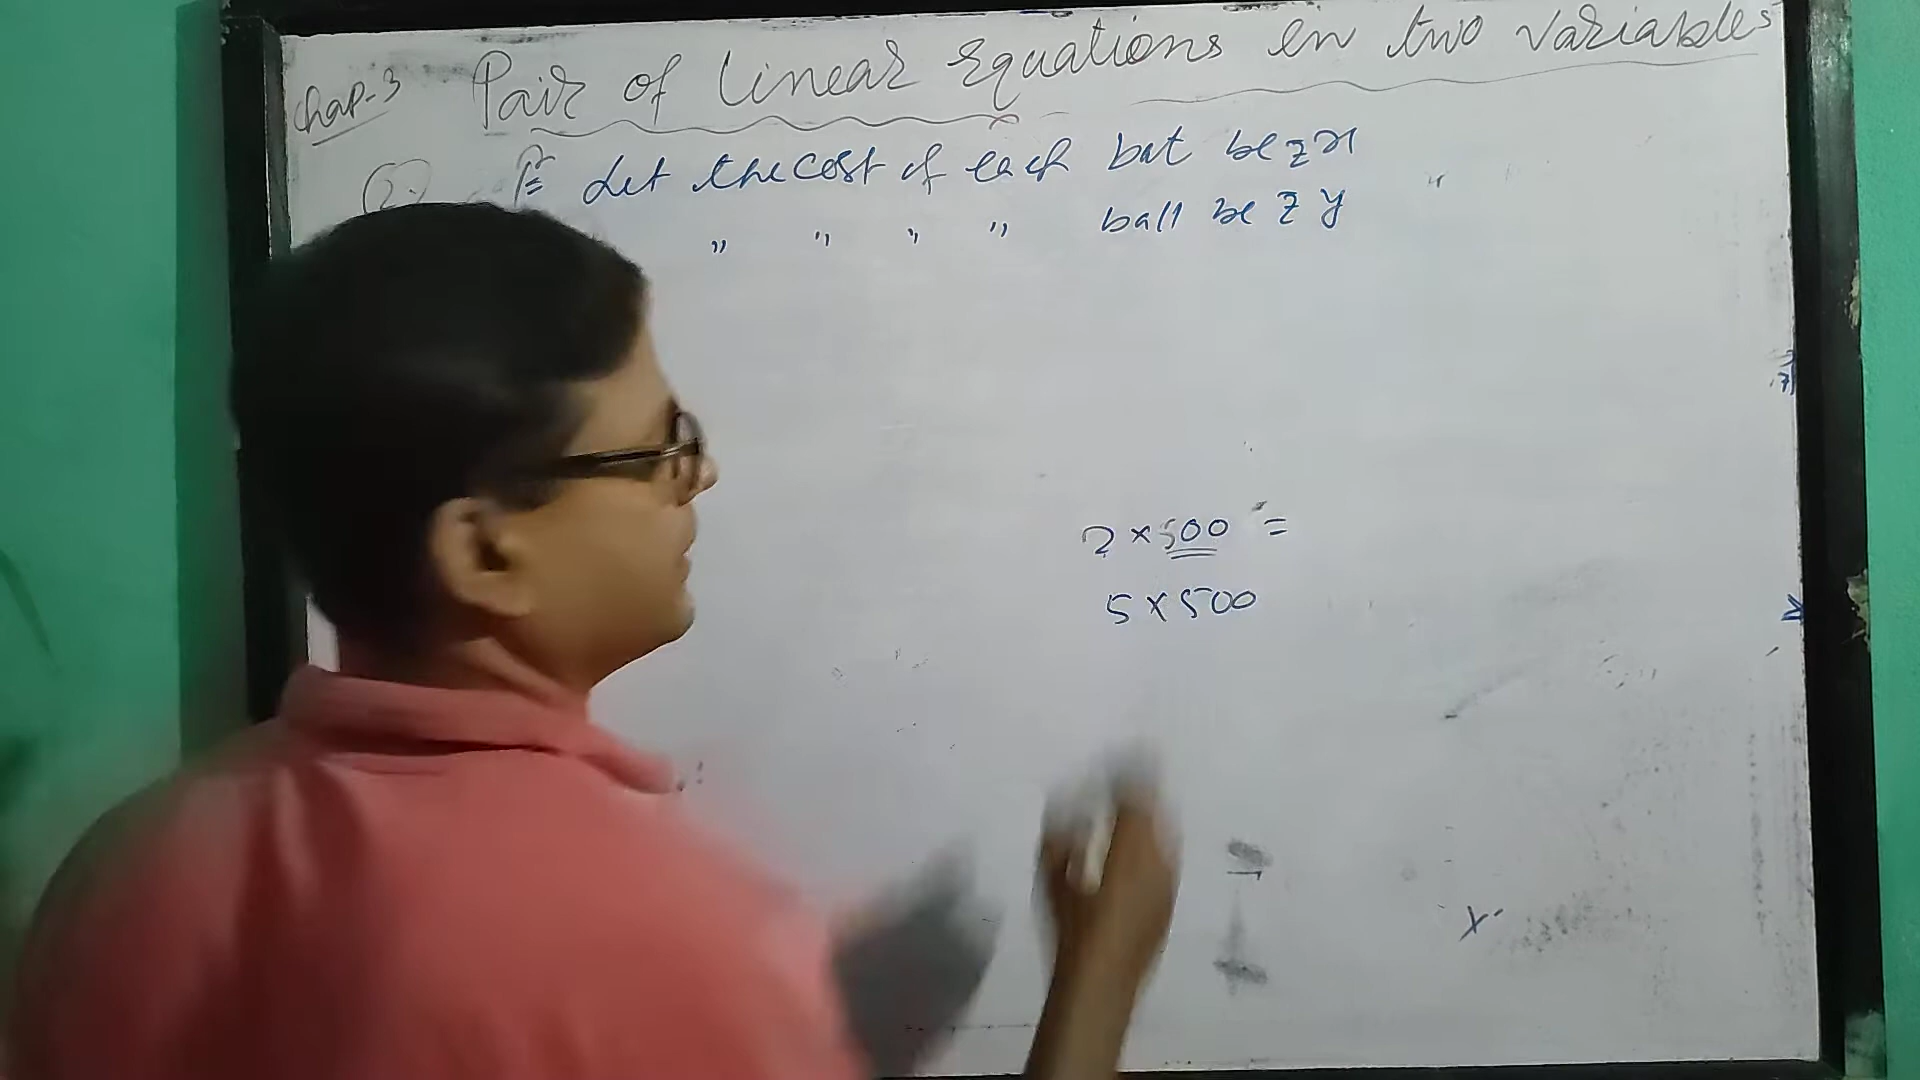 Chap-3 Pair of Linear Equations in two variables
(2) Let the cost of each bat be ₹ x
" " " " ball be ₹ y
2 × 500 =
5 × 500